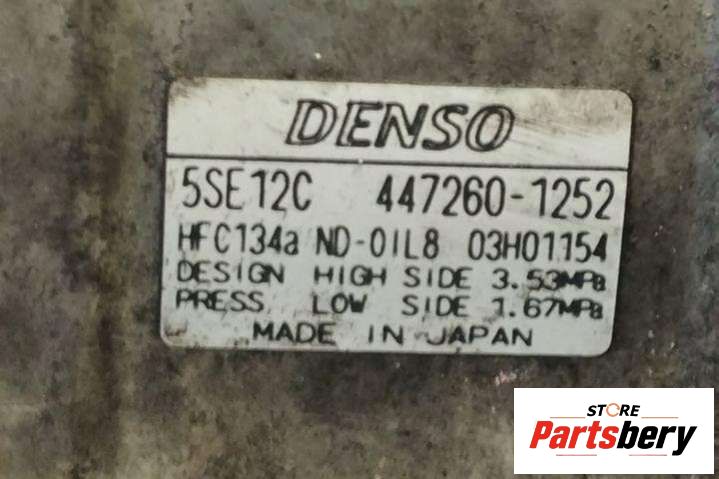 DENSO
5SE12C 447260-1252
HFC134a ND-OIL8 03H01154
DESIGN HIGH SIDE 3.53MPa
PRESS. LOW SIDE 1.67MPa
MADE IN JAPAN
STORE
Partsbery